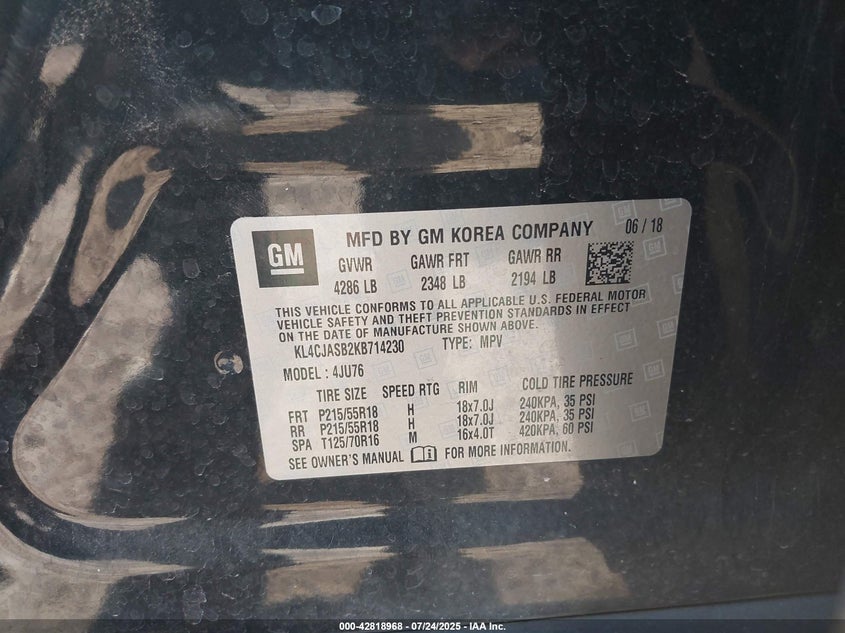 GM
MFD BY GM KOREA COMPANY 06 / 18
GVWR GAWR FRT GAWR RR
4286 LB 2348 LB 2194 LB
THIS VEHICLE CONFORMS TO ALL APPLICABLE U.S. FEDERAL MOTOR
VEHICLE SAFETY AND THEFT PREVENTION STANDARDS IN EFFECT
ON THE DATE OF MANUFACTURE SHOWN ABOVE.
KL4CJASB2KB714230 TYPE: MPV
MODEL: 4JU76
TIRE SIZE SPEED RTG RIM COLD TIRE PRESSURE
FRT P215/55R18 H 18x7.0J 240KPA, 35 PSI
RR P215/55R18 H 18x7.0J 240KPA, 35 PSI
SPA T125/70R16 M 16x4.0T 420KPA, 60 PSI
SEE OWNER'S MANUAL FOR MORE INFORMATION.
000-42818968 - 07/24/2025 - IAA Inc.